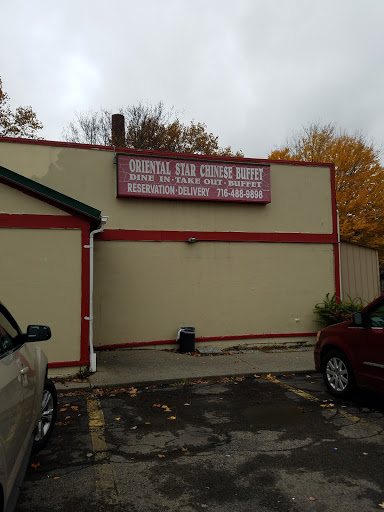 ORIENTAL STAR CHINESE BUFFET
DINE IN · TAKE OUT · BUFFET
RESERVATION · DELIVERY 716-488-9898